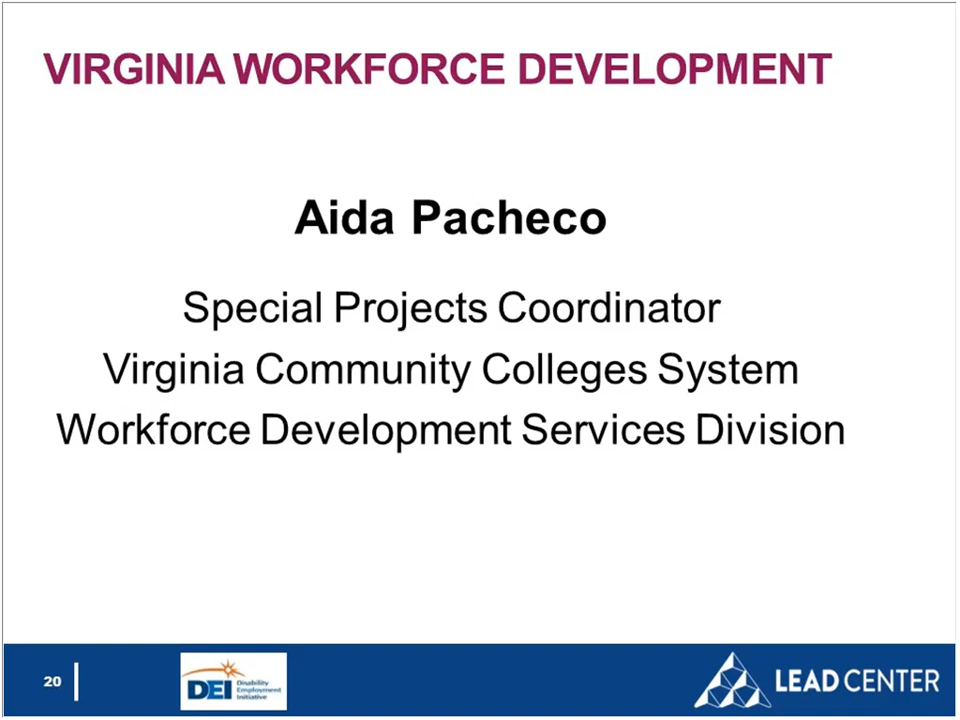 VIRGINIA WORKFORCE DEVELOPMENT
Aida Pacheco
Special Projects Coordinator
Virginia Community Colleges System
Workforce Development Services Division
20
DEI
Disability
Employment
Initiative
LEAD CENTER